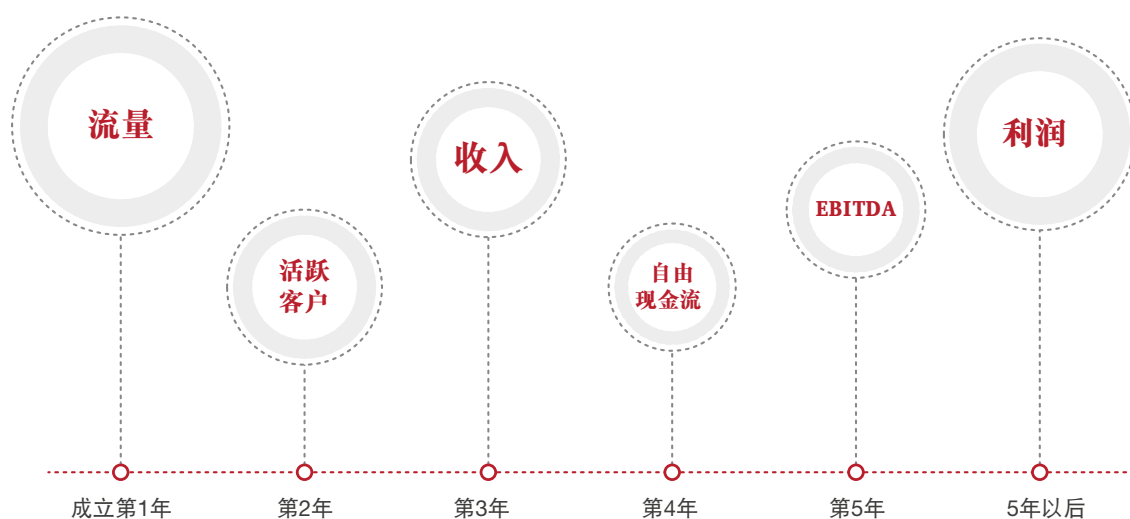 流量
活跃
客户
收入
自由
现金流
EBITDA
利润
成立第1年
第2年
第3年
第4年
第5年
5年以后